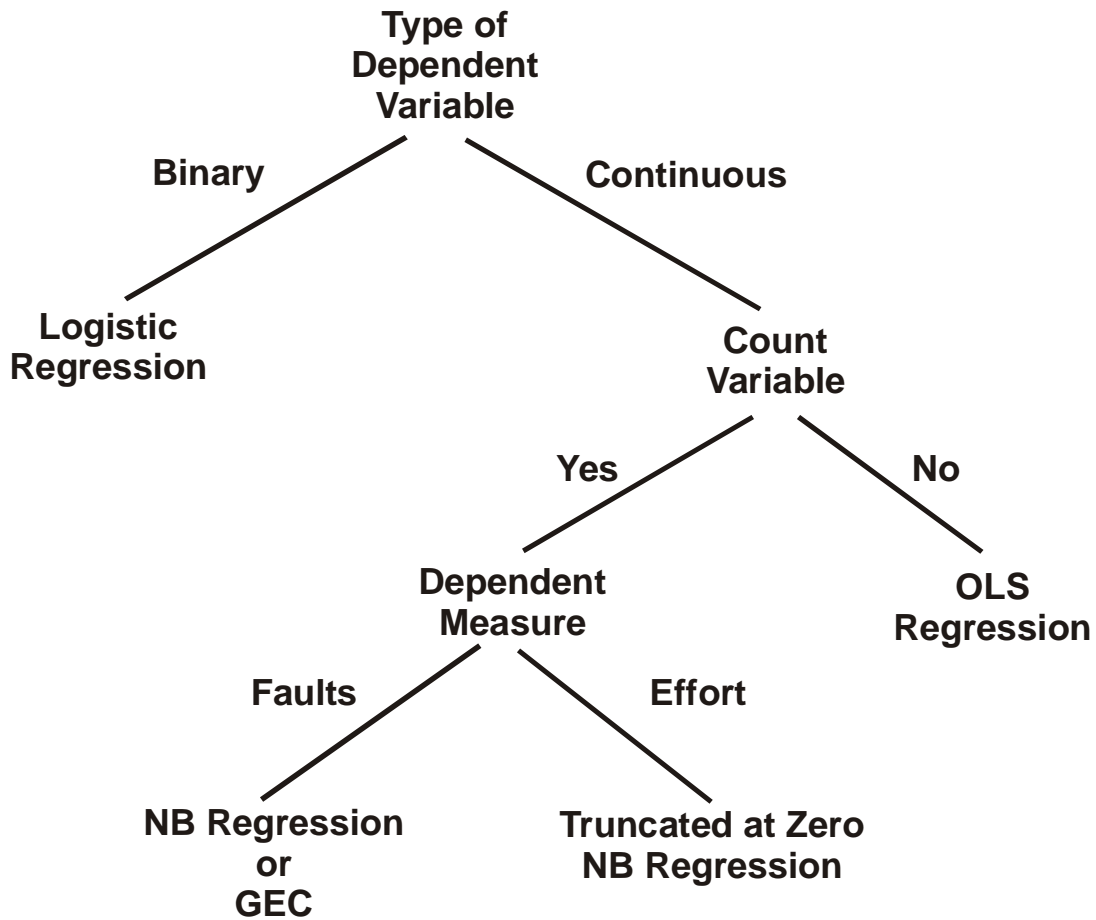 Type of
Dependent
Variable
Binary
Continuous
Logistic
Regression
Count
Variable
Yes
No
Dependent
Measure
OLS
Regression
Faults
Effort
NB Regression
or
GEC
Truncated at Zero
NB Regression